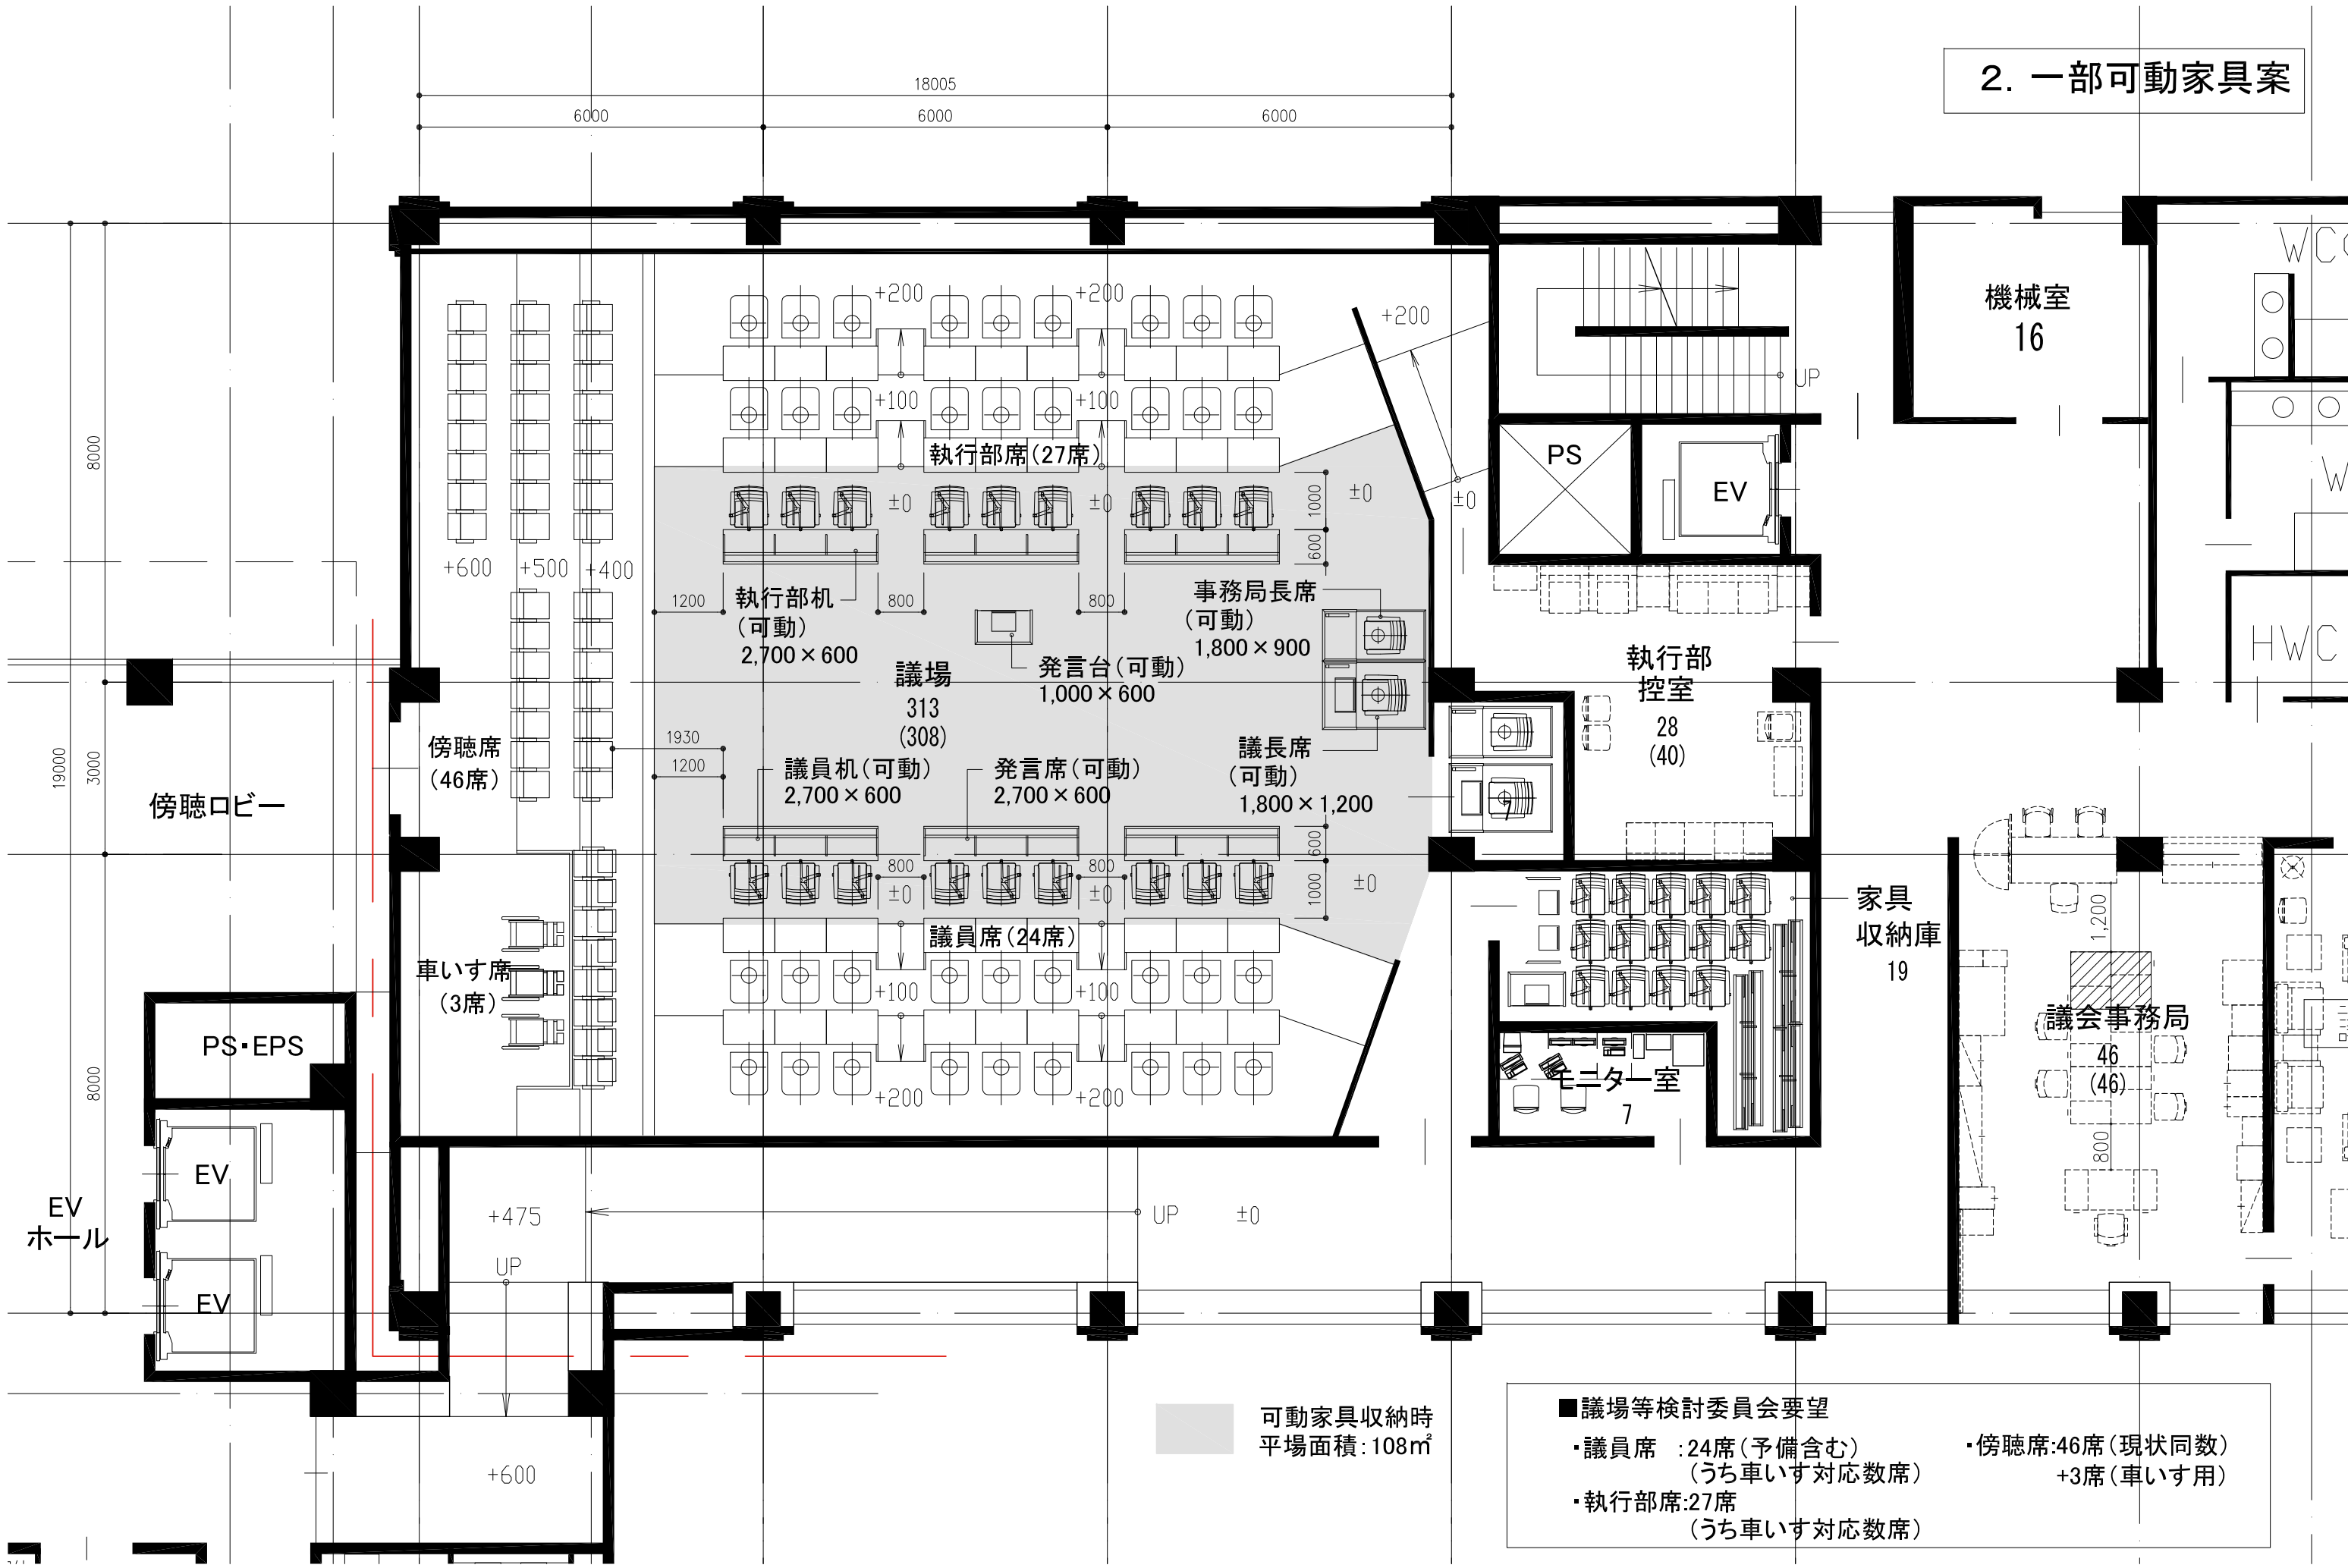 2. 一部可動家具案
18005
6000
6000
6000
19000
8000
3000
8000
+200
+200
+200
+100
+100
執行部席(27席)
±0
±0
±0
±0
1000
600
+600
+500
+400
1200
800
800
執行部机
(可動)
2,700×600
事務局長席
(可動)
1,800×900
発言台(可動)
1,000×600
議場
313
(308)
1930
1200
傍聴席
(46席)
議員机(可動)
2,700×600
発言席(可動)
2,700×600
議長席
(可動)
1,800×1,200
傍聴ロビー
800
800
±0
±0
±0
600
1000
議員席(24席)
車いす席
(3席)
+100
+100
+200
+200
PS・EPS
EV
EV
EV
ホール
+475
UP
UP
±0
+600
UP
PS
EV
機械室
16
WC
W
HWC
執行部
控室
28
(40)
家具
収納庫
19
モニター室
7
1,200
議会事務局
46
(46)
800
可動家具収納時
平場面積:108㎡
■議場等検討委員会要望
・議員席 :24席(予備含む)
(うち車いす対応数席)
・執行部席:27席
(うち車いす対応数席)
・傍聴席:46席(現状同数)
+3席(車いす用)